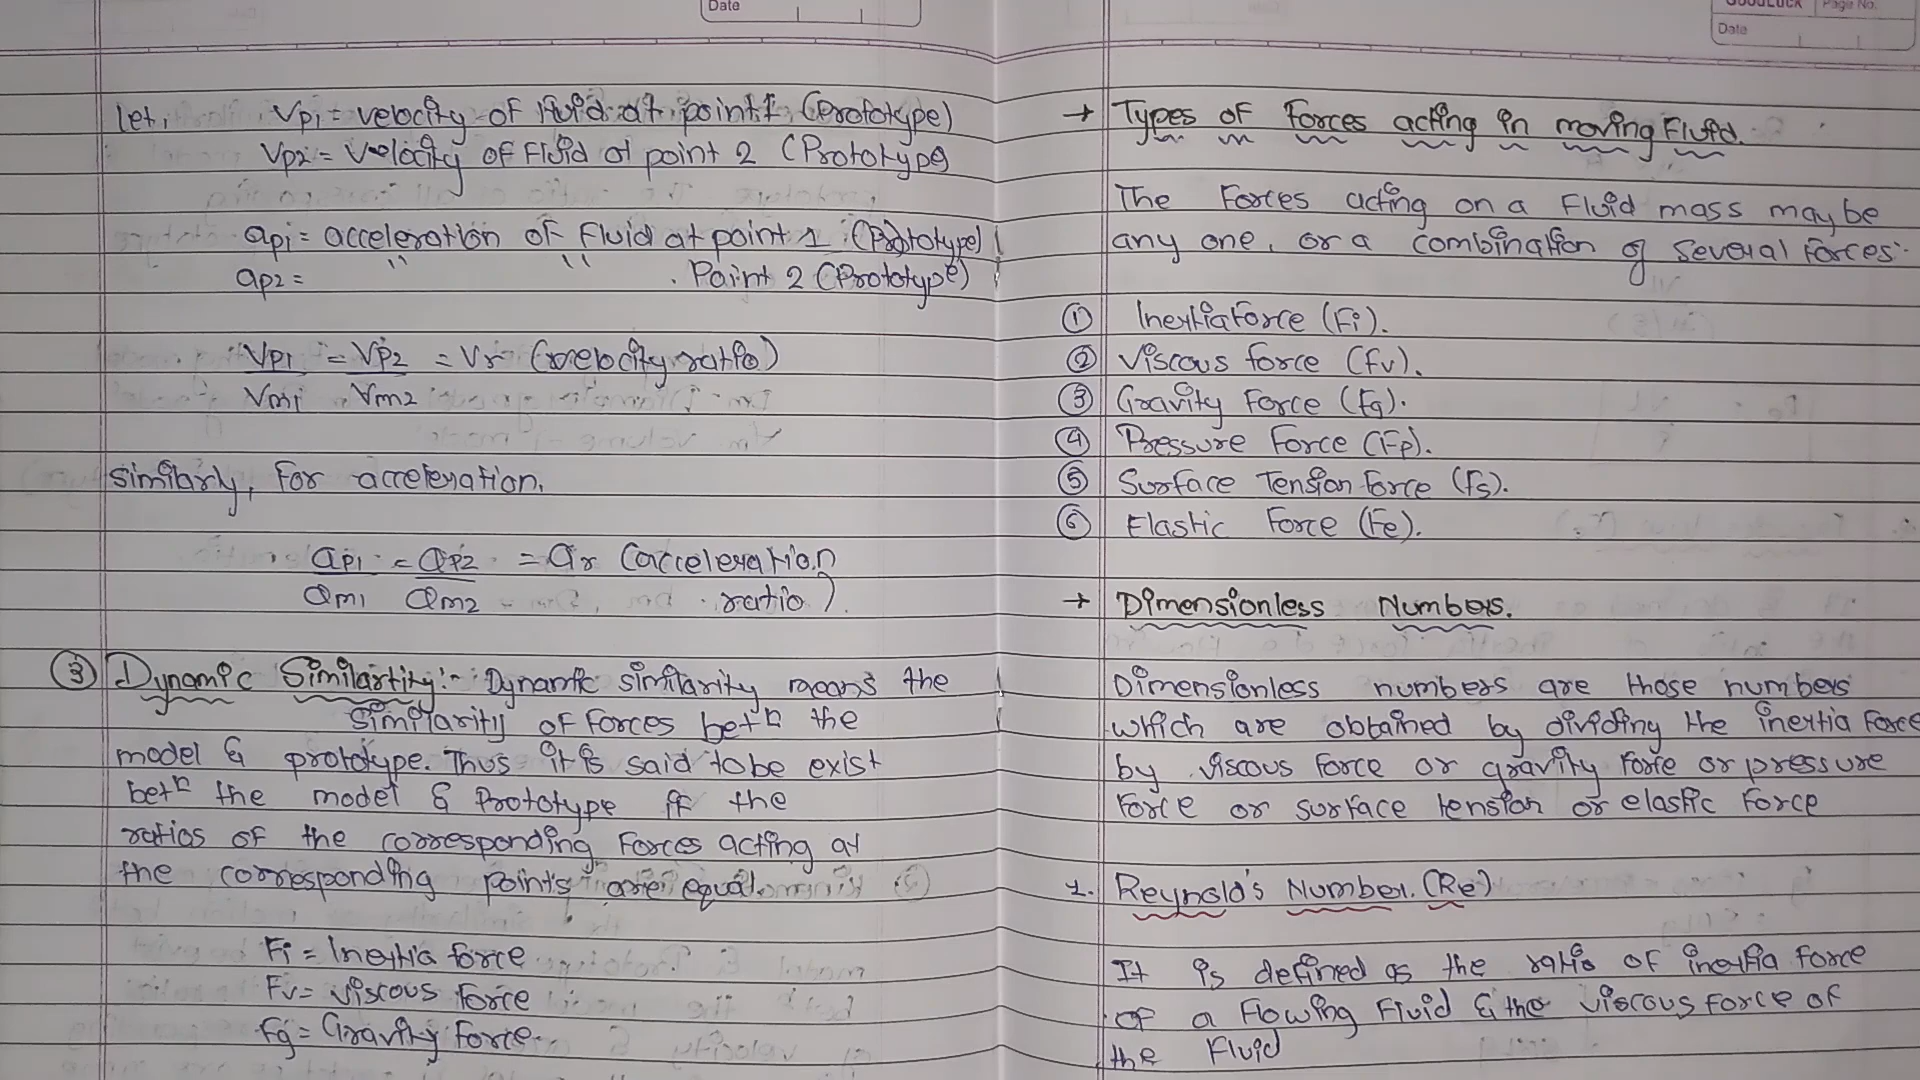 Date
let, Vp1 = velocity of fluid at point 1 (Prototype)
Vp2 = Velocity of Fluid at point 2 (Prototype)
ap1 = acceleration of Fluid at point 1 (Prototype)
ap2 = " " Point 2 (Prototype)
Vp1 = Vp2 = Vr (velocity ratio)
Vm1 Vm2
Similarly, For acceleration,
ap1 = ap2 = ar (acceleration
am1 am2 ratio).
③ Dynamic Similartity:- Dynamic similarity means the
Similarity of forces betn the
model & prototype. Thus it is said to be exist
betn the model & Prototype if the
ratios of the corresponding Forces acting at
the corresponding points are equal.
Fi = Inertia force
Fv = Viscous force
Fg = Gravity force.
GOODLUCK Page No.
Date
→ Types of Forces acting in moving Fluid.
The Forces acting on a Fluid mass may be
any one, or a combination of several forces:-
① Inertia Force (Fi).
② Viscous force (Fv).
③ Gravity Force (Fg).
④ Pressure Force (Fp).
⑤ Surface Tension Force (Fs).
⑥ Elastic Force (Fe).
→ Dimensionless Numbers.
Dimensionless numbers are those numbers
which are obtained by dividing the inertia Force
by viscous force or gravity force or pressure
force or surface tension or elastic Force
1. Reynold's Number. (Re)
It is defined as the ratio of inertia force
of a Flowing Fluid & the Viscous force of
the Fluid